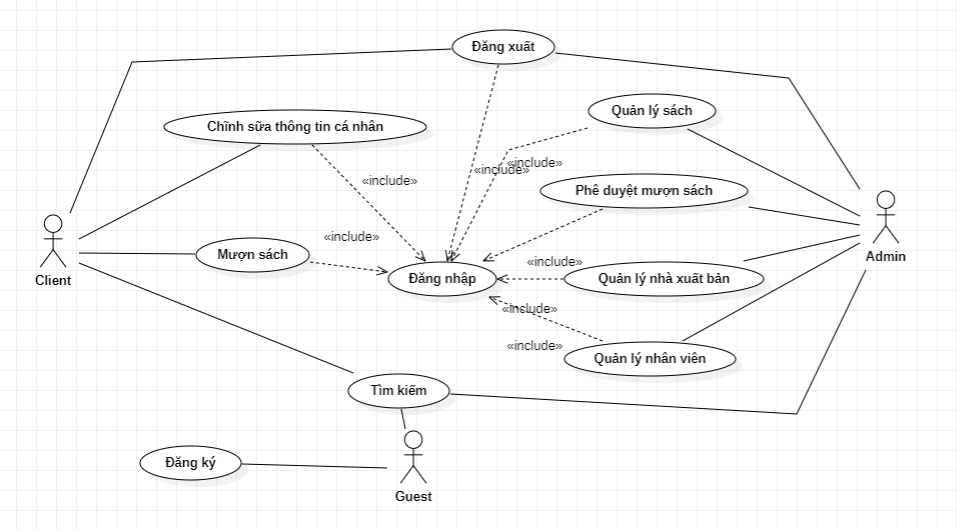 Đăng xuất
Quản lý sách
Chĩnh sữa thông tin cá nhân
«include»
«include»
«include»
Phê duyệt mượn sách
«include»
Mượn sách
Client
Admin
«include»
Đăng nhập
Quản lý nhà xuất bản
«include»
«include»
Quản lý nhân viên
Tìm kiếm
Đăng ký
Guest